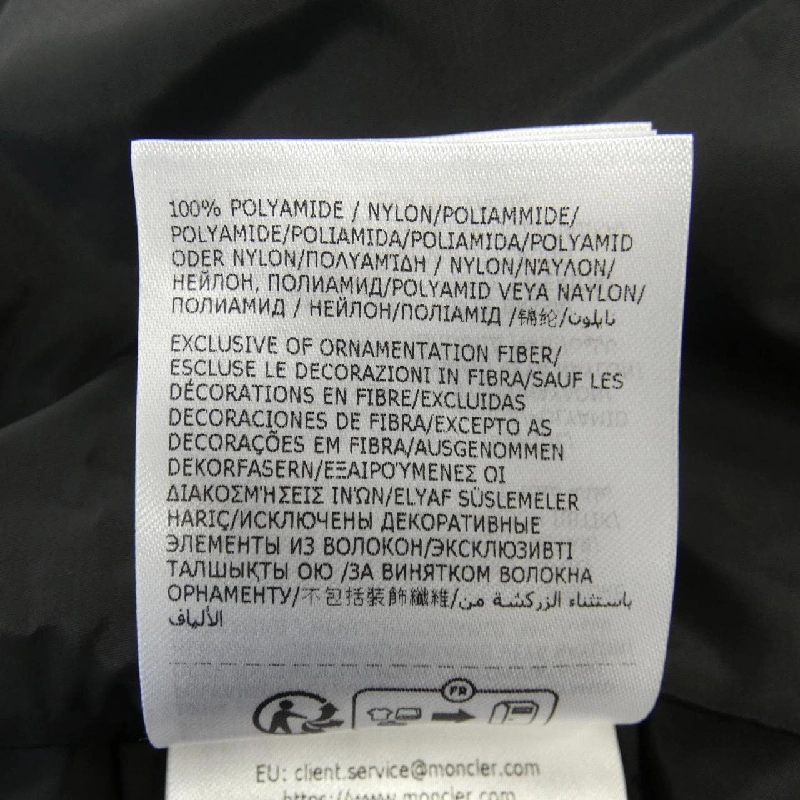 100% POLYAMIDE / NYLON/POLIAMMIDE/
POLYAMIDE/POLIAMIDA/POLIAMIDA/POLYAMID
ODER NYLON/ΠΟΛΥΑΜΊΔΗ / NYLON/ΝΆΥΛΟΝ/
НЕЙЛОН, ПОЛИАМИД/POLYAMID VEYA NAYLON/
ПОЛИАМИД / НЕЙЛОН/ПОЛІАМІД /锦纶/نايلون
EXCLUSIVE OF ORNAMENTATION FIBER/
ESCLUSE LE DECORAZIONI IN FIBRA/SAUF LES
DÉCORATIONS EN FIBRE/EXCLUIDAS
DECORACIONES DE FIBRA/EXCEPTO AS
DECORAÇÕES EM FIBRA/AUSGENOMMEN
DEKORFASERN/ΕΞΑΙΡΟΎΜΕΝΕΣ ΟΙ
ΔΙΑΚΟΣΜΉΣΕΙΣ ΙΝΏΝ/ELYAF SÜSLEMELER
HARIÇ/ИСКЛЮЧЕНЫ ДЕКОРАТИВНЫЕ
ЭЛЕМЕНТЫ ИЗ ВОЛОКОН/ЭКСКЛЮЗИВТІ
ТАЛШЫҚТЫ ОЮ /ЗА ВИНЯТКОМ ВОЛОКНА
ОРНАМЕНТУ/不包括裝飾纖維/باستثناء الزركشة من
الألياف
FR
EU: client.service@moncler.com
https://www.moncler.com